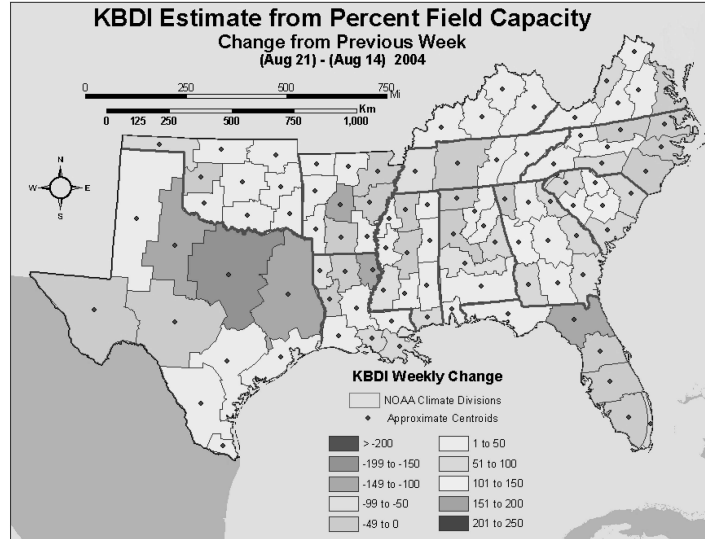 KBDI Estimate from Percent Field Capacity
Change from Previous Week
(Aug 21) - (Aug 14) 2004
0 250 500 750
Mi
Km
0 125 250 500 750 1,000
N
W E
S
KBDI Weekly Change
NOAA Climate Divisions
Approximate Centroids
> -200
-199 to -150
-149 to -100
-99 to -50
-49 to 0
1 to 50
51 to 100
101 to 150
151 to 200
201 to 250